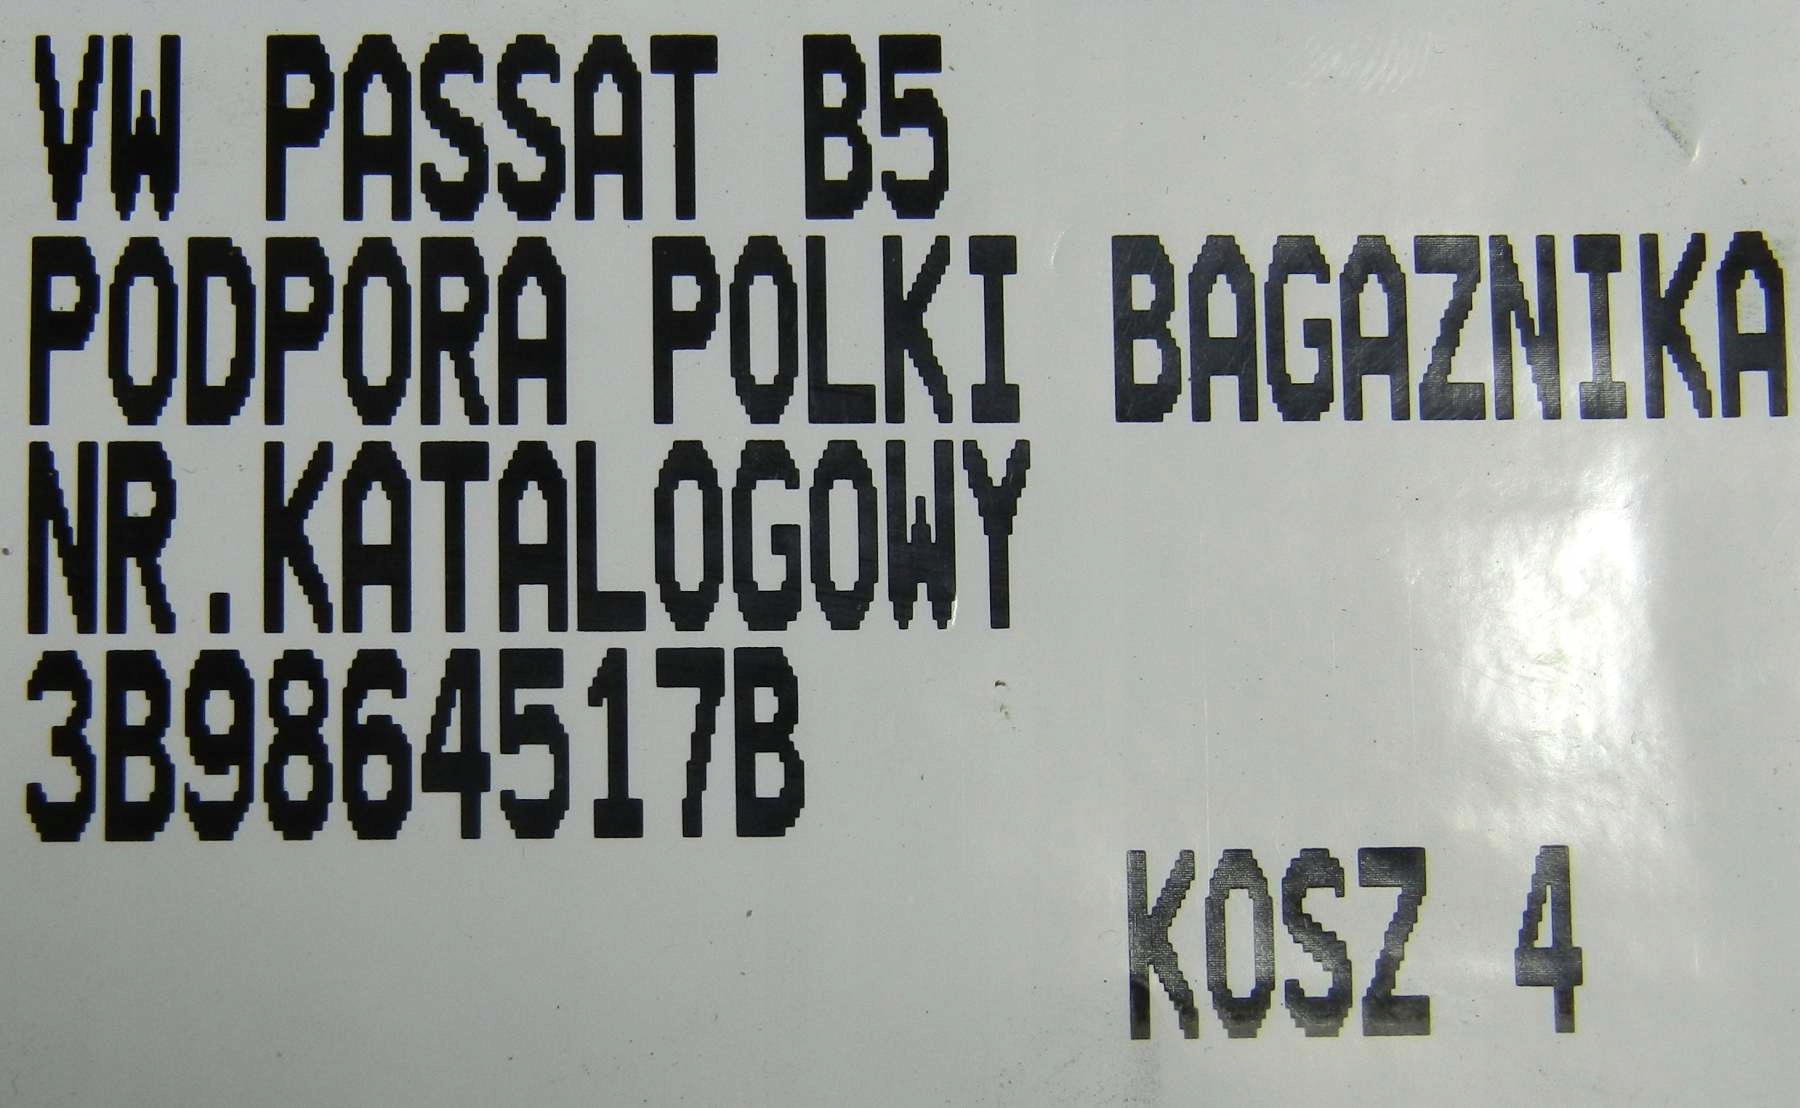 VW PASSAT B5
PODPORA POLKI BAGAZNIKA
NR.KATALOGOWY
3B9864517B
KOSZ 4